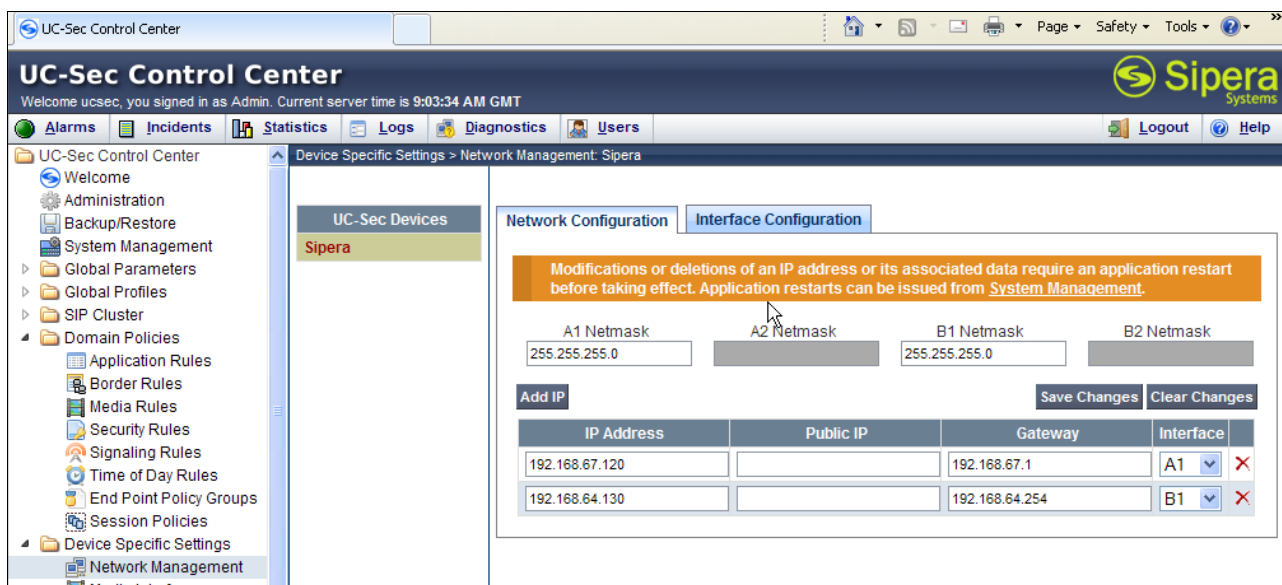 UC-Sec Control Center
Page Safety Tools »
UC-Sec Control Center
Sipera
Systems
Welcome ucsec, you signed in as Admin. Current server time is 9:03:34 AM GMT
Alarms Incidents Statistics Logs Diagnostics Users Logout Help
UC-Sec Control Center
Welcome
Administration
Backup/Restore
System Management
Global Parameters
Global Profiles
SIP Cluster
Domain Policies
Application Rules
Border Rules
Media Rules
Security Rules
Signaling Rules
Time of Day Rules
End Point Policy Groups
Session Policies
Device Specific Settings
Network Management
Device Specific Settings > Network Management: Sipera
UC-Sec Devices
Sipera
Network Configuration Interface Configuration
Modifications or deletions of an IP address or its associated data require an application restart
before taking effect. Application restarts can be issued from System Management.
A1 Netmask A2 Netmask B1 Netmask B2 Netmask
255.255.255.0 255.255.255.0
Add IP Save Changes Clear Changes
IP Address Public IP Gateway Interface
192.168.67.120 192.168.67.1 A1
192.168.64.130 192.168.64.254 B1